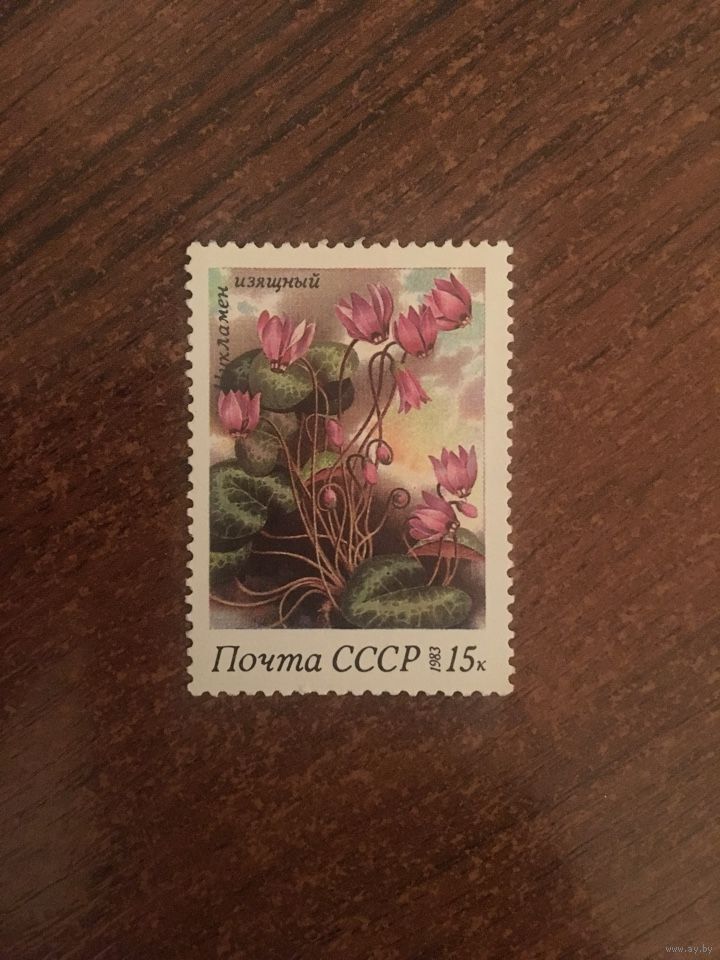 Цикламен
изящный
Почта СССР 1983 15к
www.ay.by